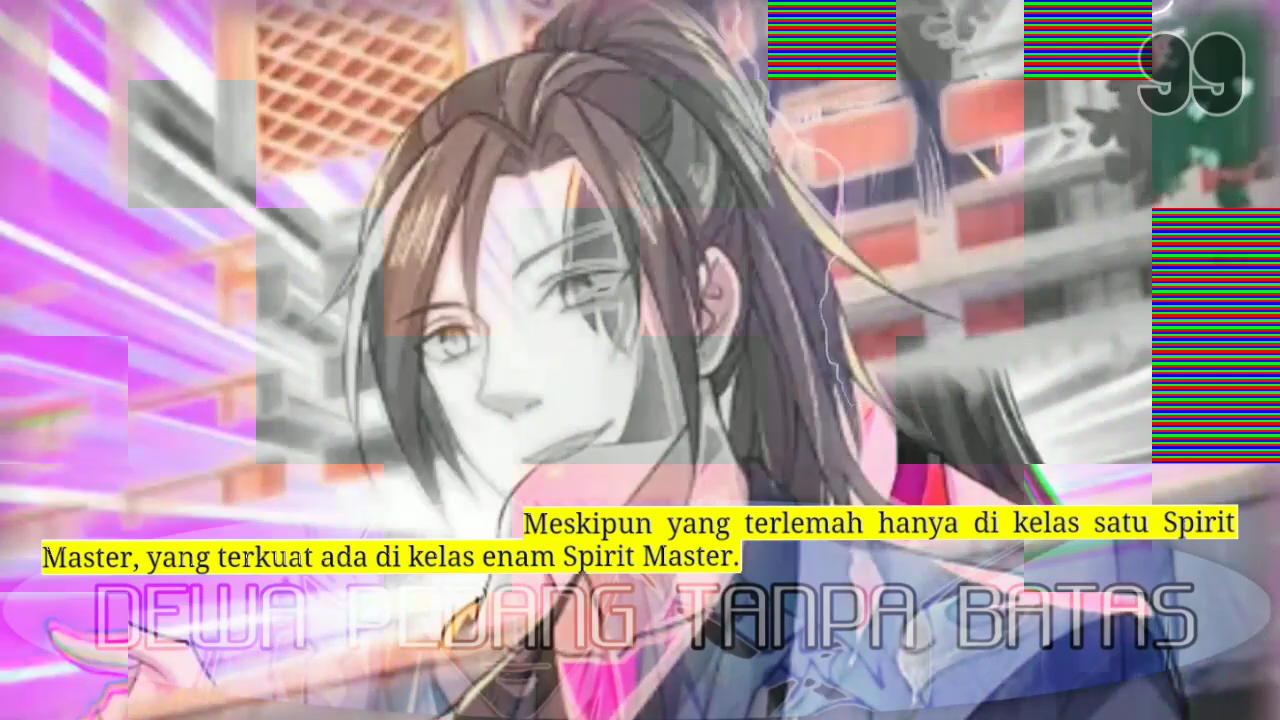 99
Meskipun yang terlemah hanya di kelas satu Spirit
Master, yang terkuat ada di kelas enam Spirit Master.
DEWA PEDANG TANPA BATAS